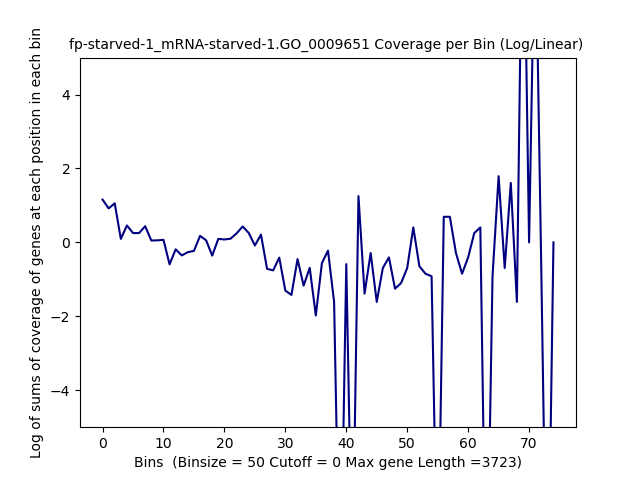 fp-starved-1_mRNA-starved-1.GO_0009651 Coverage per Bin (Log/Linear)
Log of sums of coverage of genes at each position in each bin
4
2
0
−2
−4
0 10 20 30 40 50 60 70
Bins  (Binsize = 50 Cutoff = 0 Max gene Length =3723)